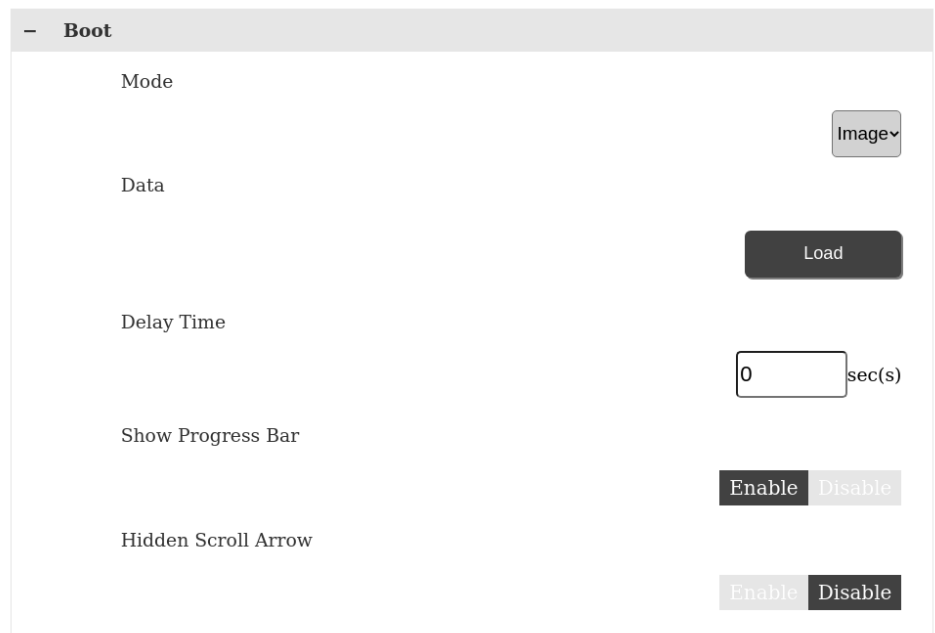 − Boot
Mode
Image
Data
Load
Delay Time
0 sec(s)
Show Progress Bar
Enable Disable
Hidden Scroll Arrow
Enable Disable